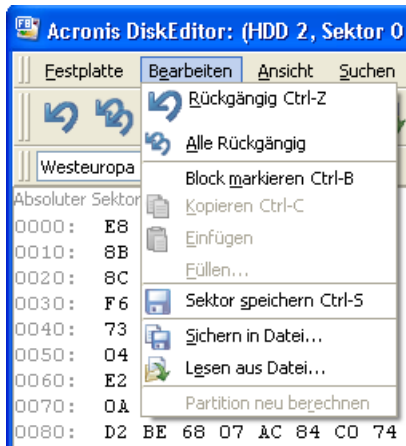 Acronis DiskEditor: (HDD 2, Sektor 0
Festplatte Bearbeiten Ansicht Suchen
Rückgängig Ctrl-Z
Alle Rückgängig
Westeuropa
Block markieren Ctrl-B
Absoluter Sektor
Kopieren Ctrl-C
0000: E8
Einfügen
0010: 8B
Füllen...
0020: 8C
Sektor speichern Ctrl-S
0030: F6
0040: 73
Sichern in Datei...
0050: 04
Lesen aus Datei...
0060: E2
Partition neu berechnen
0070: 0A
0080: D2 BE 68 07 AC 84 C0 74